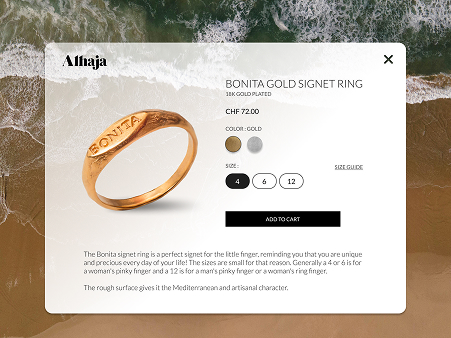 Alhaja
BONITA GOLD SIGNET RING
18K GOLD PLATED
CHF 72.00
COLOR : GOLD
SIZE :
SIZE GUIDE
4
6
12
ADD TO CART
BONITA
The Bonita signet ring is a perfect signet for the little finger, reminding you that you are unique
and precious every day of your life! The sizes are small for that reason. Generally a 4 or 6 is for
a woman's pinky finger and a 12 is for a man's pinky finger or a woman's ring finger.
The rough surface gives it the Mediterranean and artisanal character.